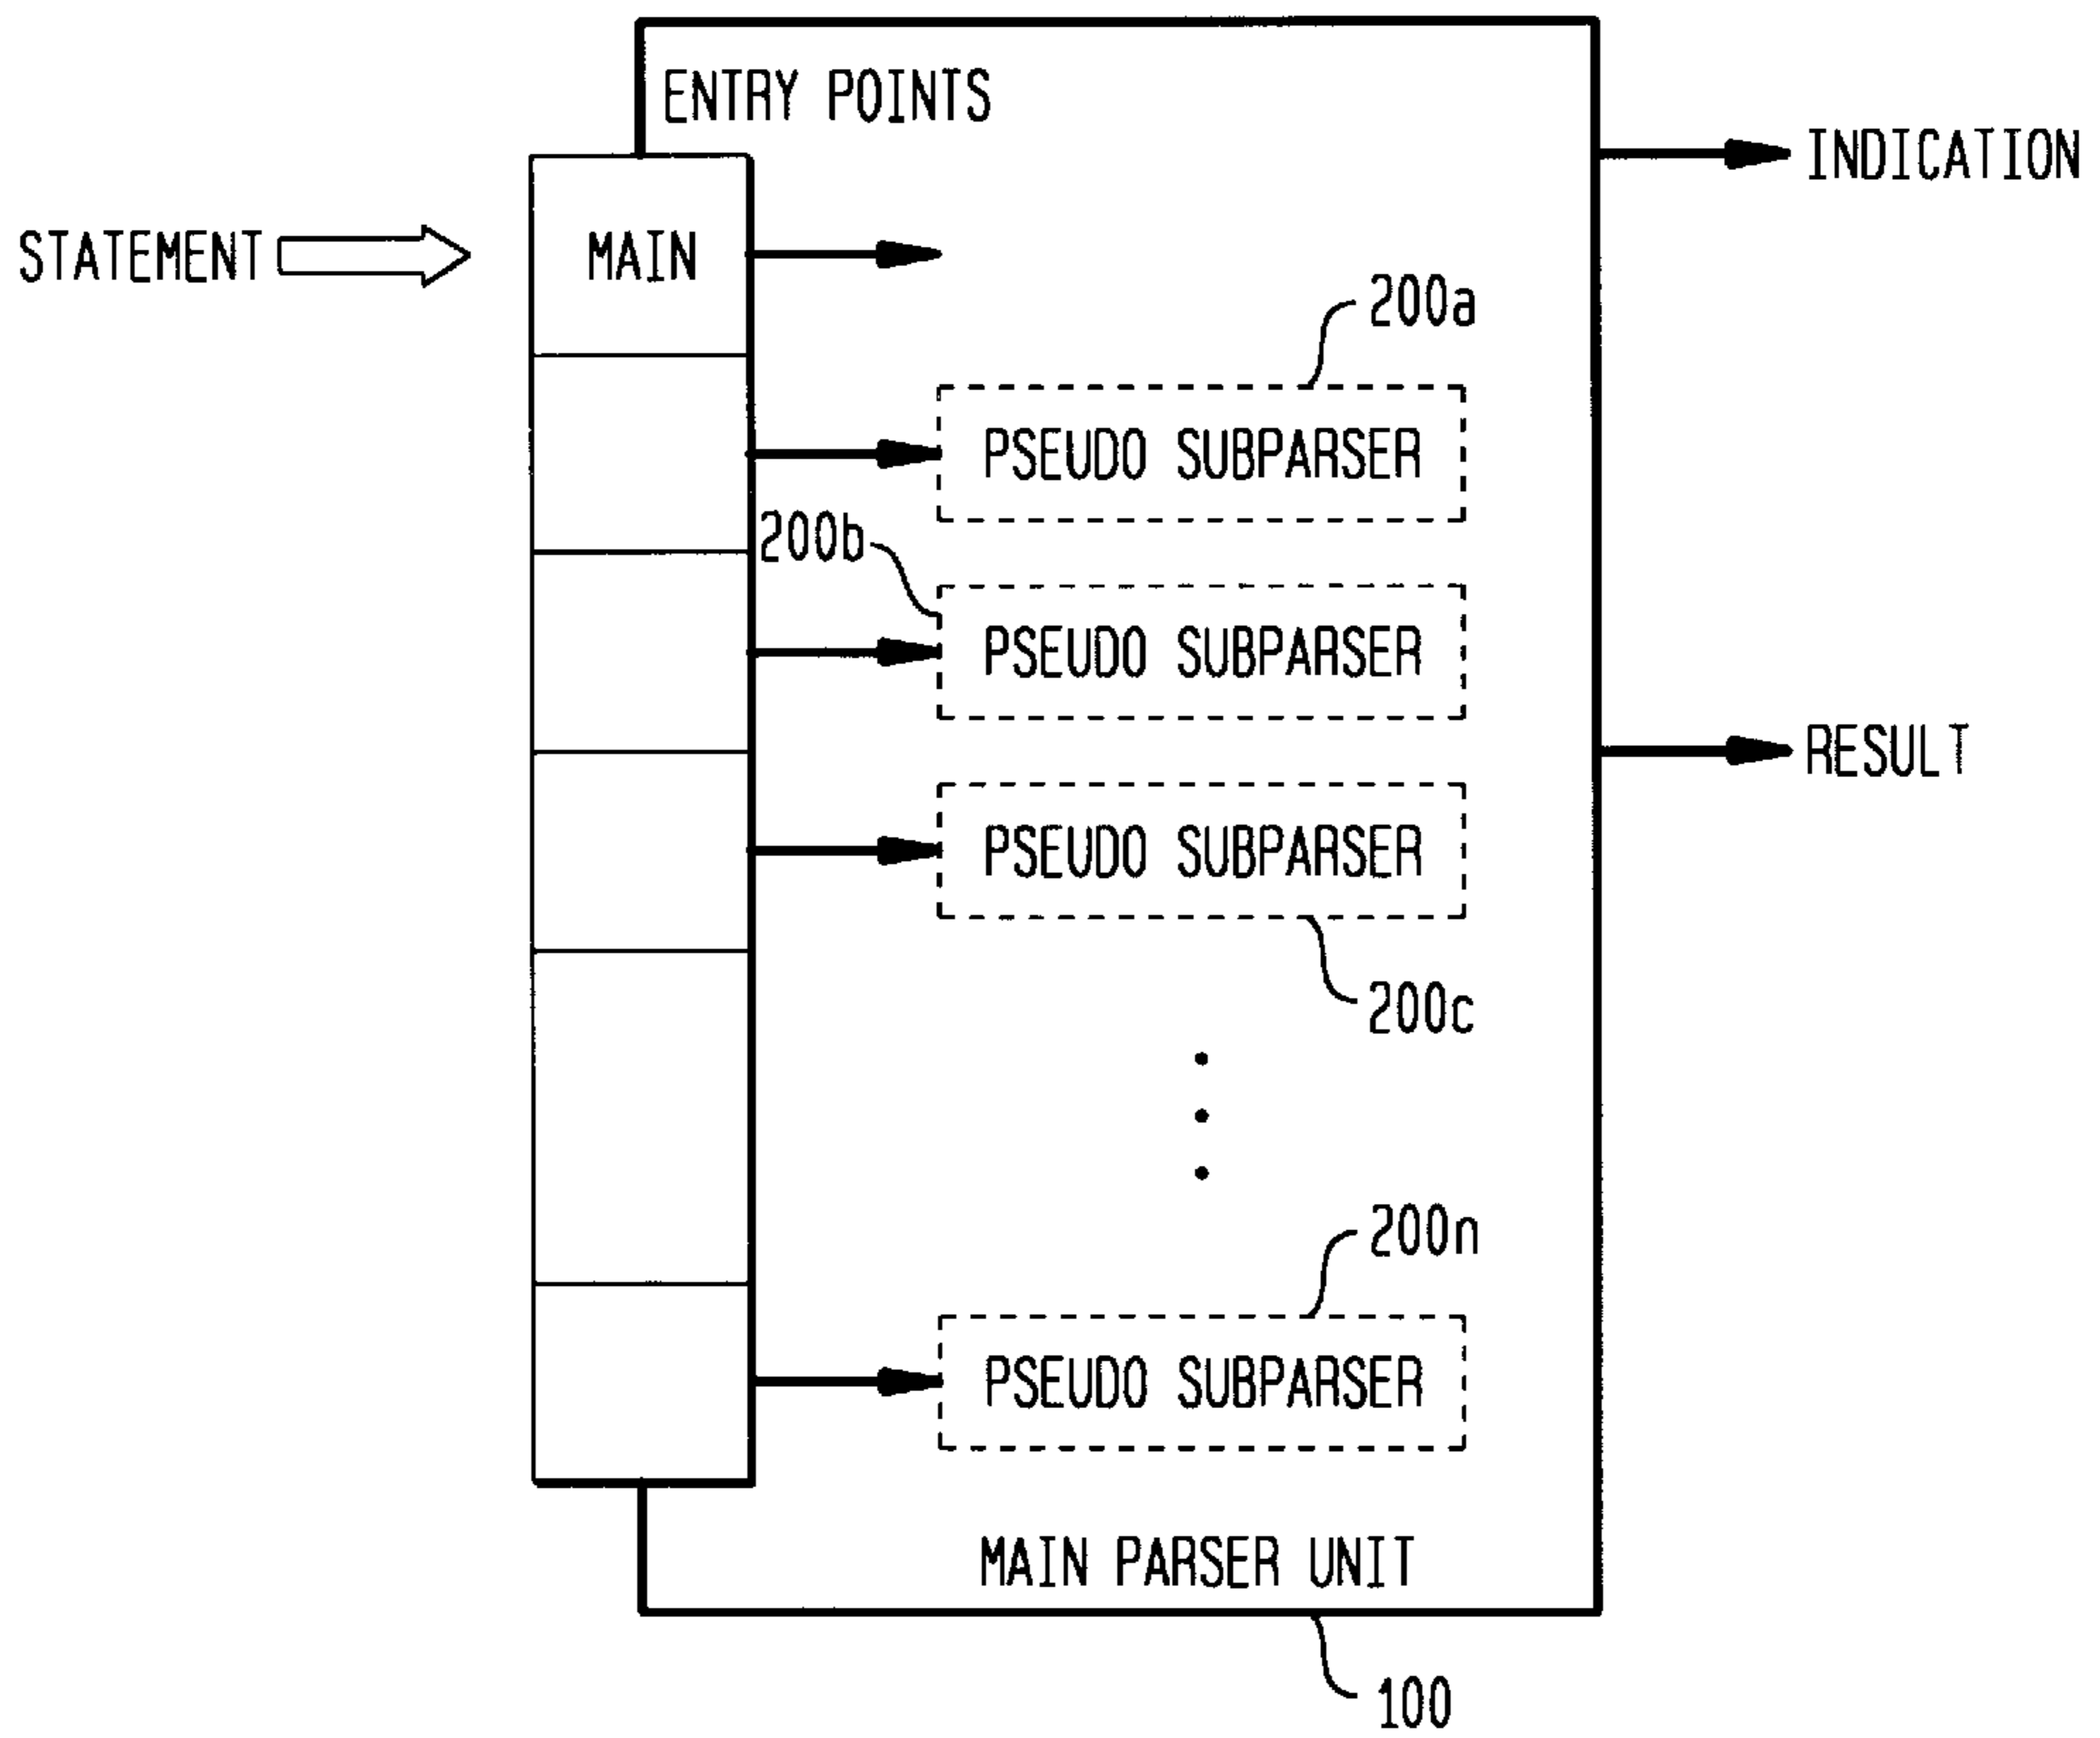 ENTRY POINTS
INDICATION
STATEMENT
MAIN
200a
PSEUDO SUBPARSER
200b
PSEUDO SUBPARSER
RESULT
PSEUDO SUBPARSER
200c
200n
PSEUDO SUBPARSER
MAIN PARSER UNIT
100